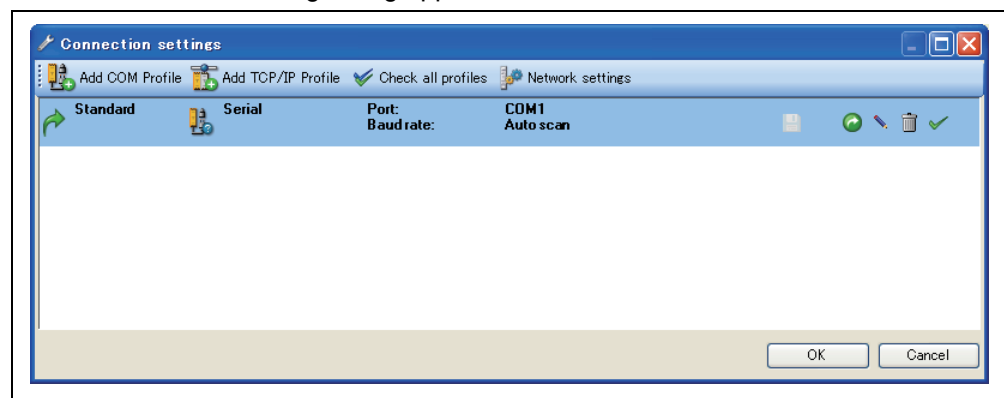 Connection settings
Add COM Profile Add TCP/IP Profile Check all profiles Network settings
Standard Serial Port: COM1
Baud rate: Auto scan
OK Cancel